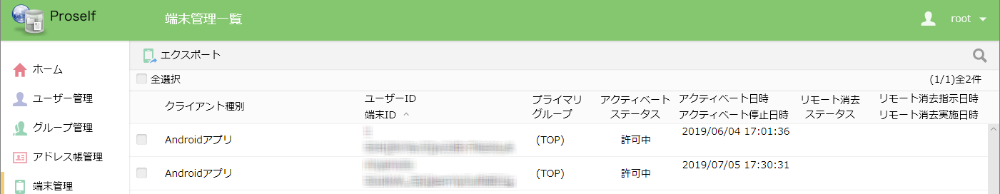 Proself
端末管理一覧
root
ホーム
ユーザー管理
グループ管理
アドレス帳管理
端末管理
エクスポート
全選択
(1/1)全2件
クライアント種別
ユーザーID
端末ID
プライマリ
グループ
アクティベート
ステータス
アクティベート日時
アクティベート停止日時
リモート消去
ステータス
リモート消去指示日時
リモート消去実施日時
Androidアプリ
(TOP)
許可中
2019/06/04 17:01:36
Androidアプリ
(TOP)
許可中
2019/07/05 17:30:31